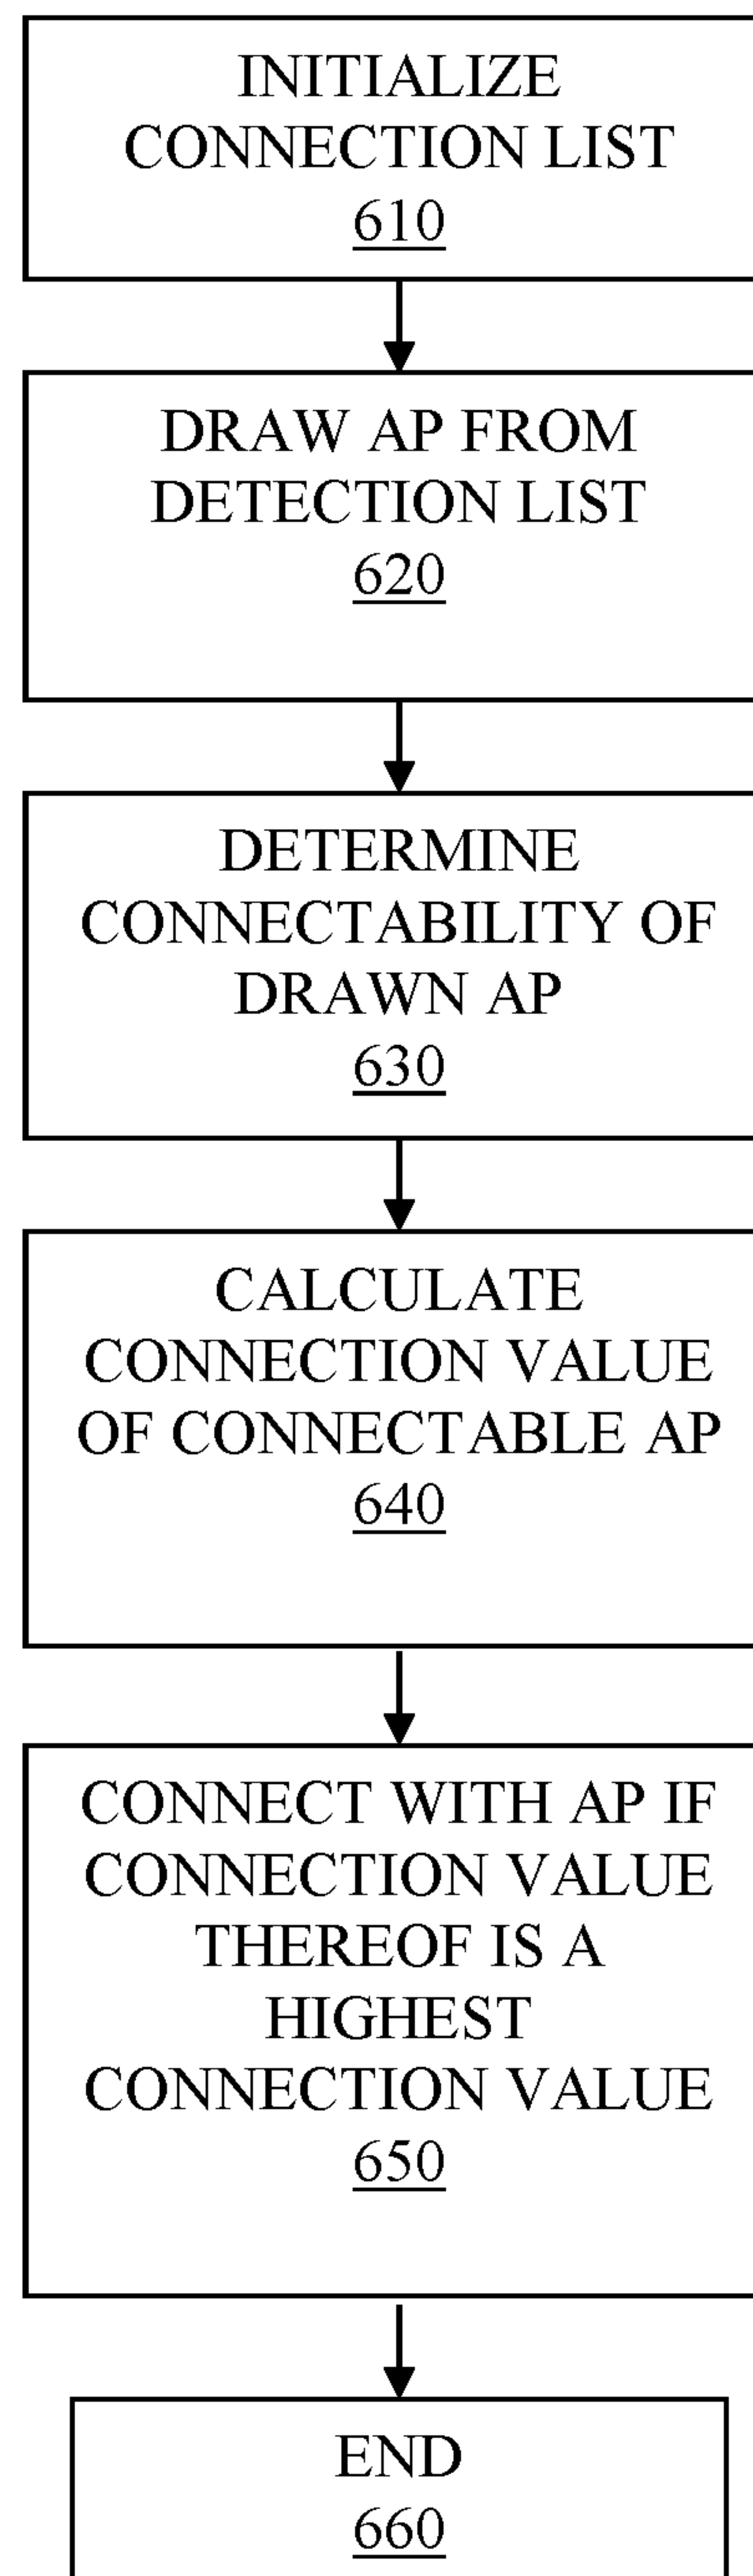 INITIALIZE
CONNECTION LIST
610
DRAW AP FROM
DETECTION LIST
620
DETERMINE
CONNECTABILITY OF
DRAWN AP
630
CALCULATE
CONNECTION VALUE
OF CONNECTABLE AP
640
CONNECT WITH AP IF
CONNECTION VALUE
THEREOF IS A
HIGHEST
CONNECTION VALUE
650
END
660